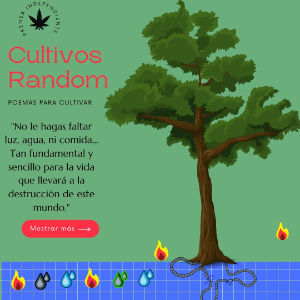 PRENSA INDEPENDIENTE
Cultivos
Random
POEMAS PARA CULTIVAR
"No le hagas faltar
luz, agua, ni comida...
Tan fundamental y
sencillo para la vida
que llevará a la
destrucción de este
mundo."
Mostrar más